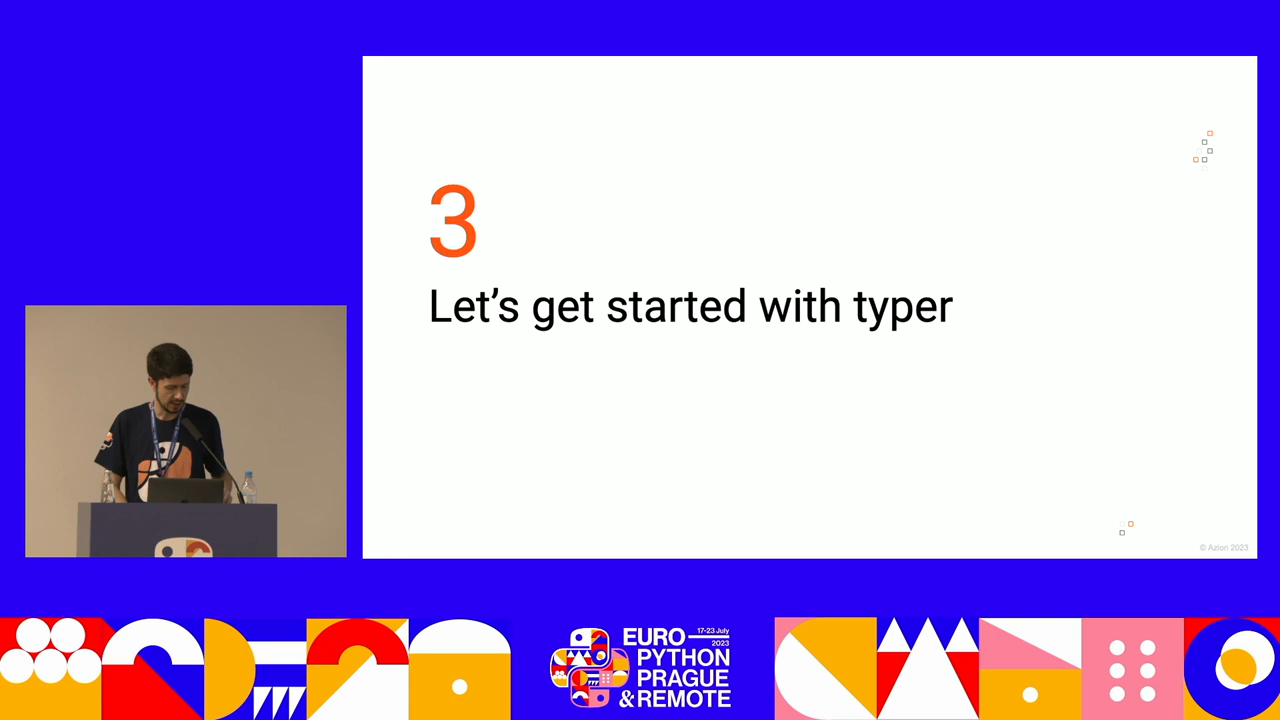 3
Let’s get started with typer
© Azion 2023
EURO
17-23 July
2023
PYTHON
PRAGUE
& REMOTE